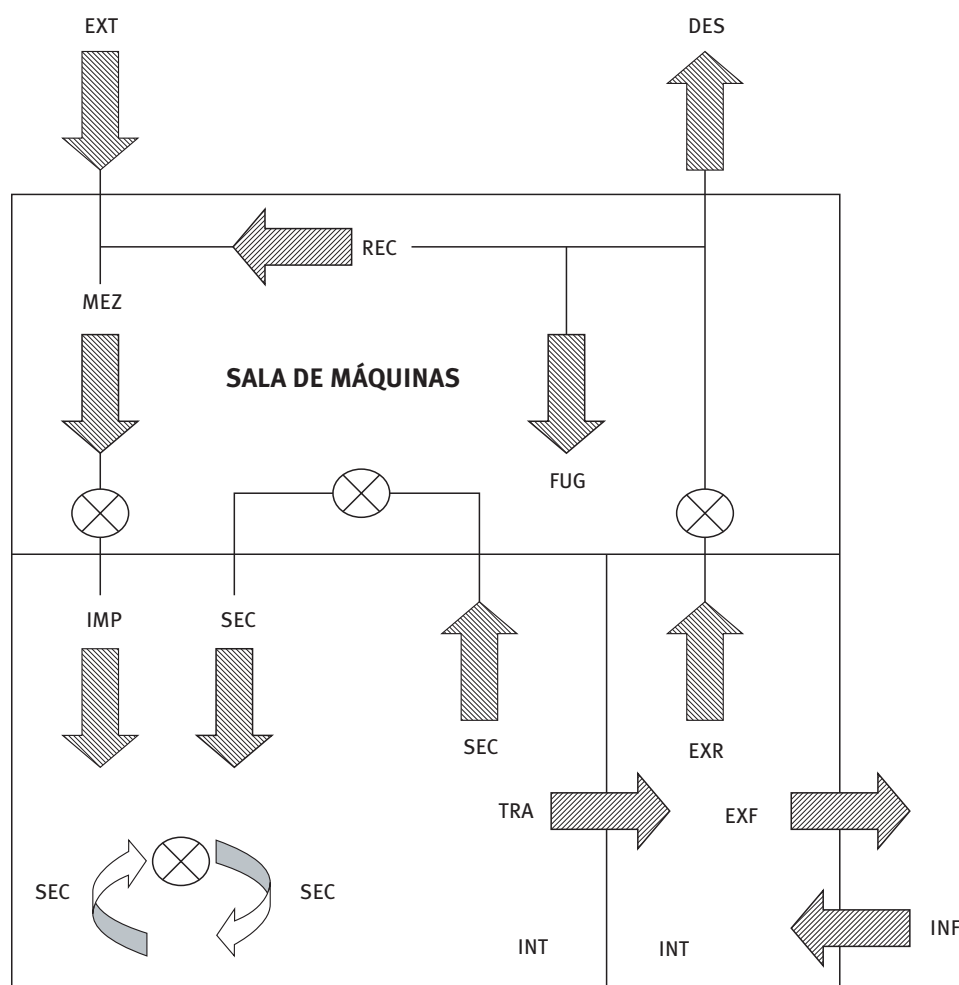 EXT
DES
REC
MEZ
SALA DE MÁQUINAS
FUG
IMP
SEC
SEC
EXR
TRA
EXF
SEC
SEC
INF
INT
INT